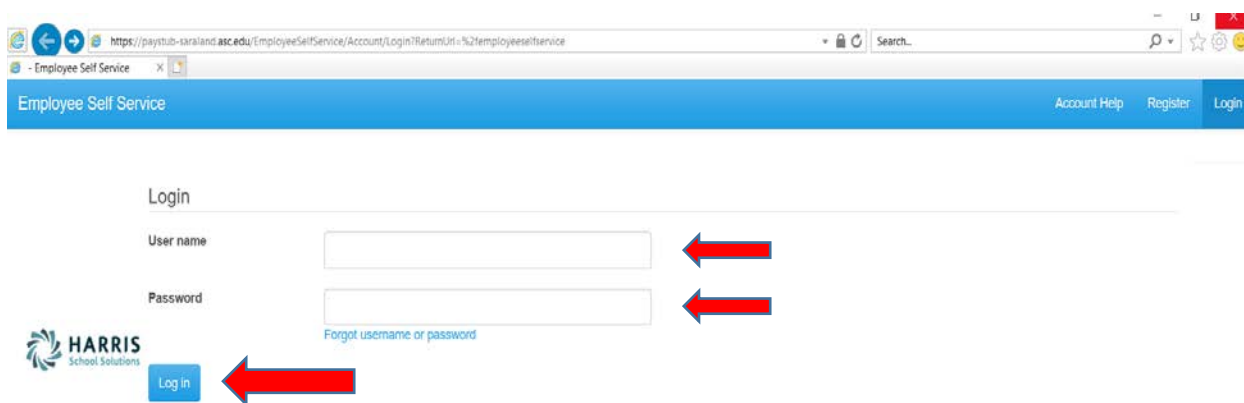 https://paystub-saraland.asc.edu/EmployeeSelfService/Account/Login?ReturnUrl=%2femployeeselfservice
Search...
- Employee Self Service
Employee Self Service
Account Help
Register
Login
Login
User name
Password
Forgot username or password
HARRIS
School Solutions
Log in